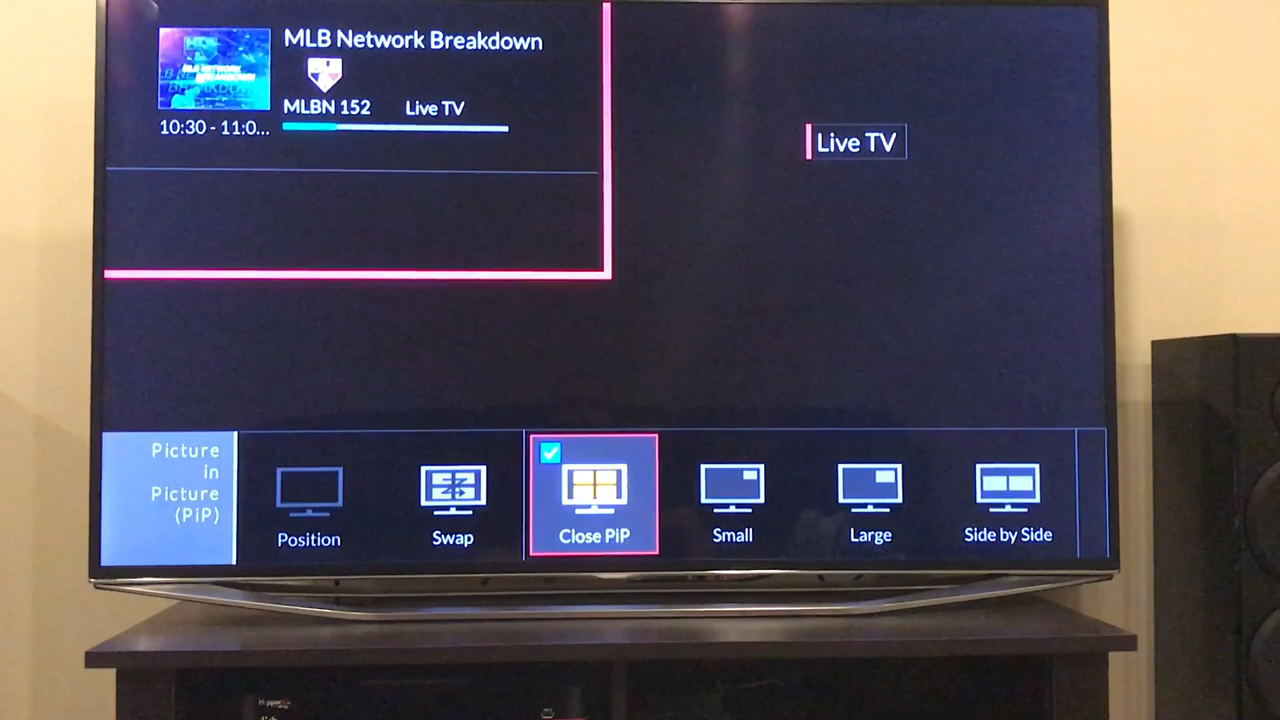 MLB Network Breakdown
MLBN 152 Live TV
10:30 - 11:0...
Live TV
Picture
in
Picture
(PiP)
Position
Swap
Close PiP
Small
Large
Side by Side